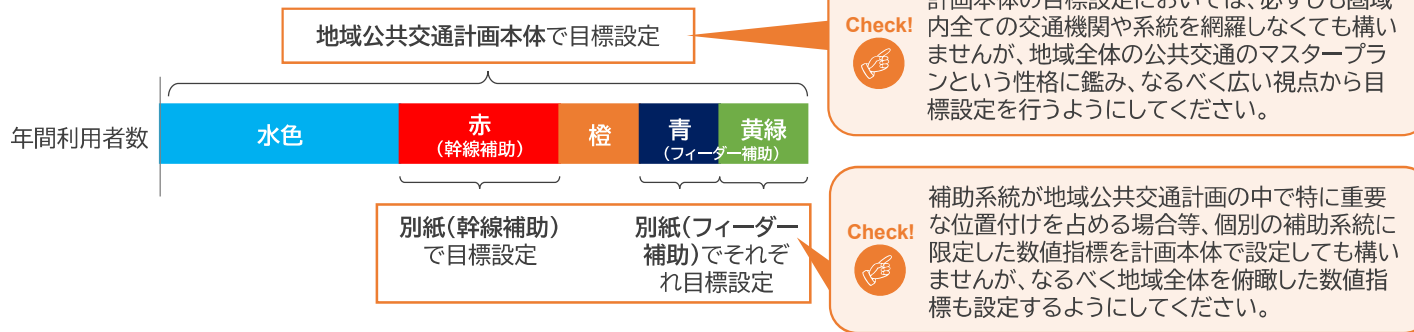 地域公共交通計画本体で目標設定
年間利用者数
水色
赤
(幹線補助)
橙
青
黄緑
(フィーダー補助)
別紙(幹線補助)
で目標設定
別紙(フィーダー
補助)でそれぞ
れ目標設定
Check!
計画本体の目標設定においては、必ずしも圏域
内全ての交通機関や系統を網羅しなくても構い
ませんが、地域全体の公共交通のマスタープラ
ンという性格に鑑み、なるべく広い視点から目
標設定を行うようにしてください。
Check!
補助系統が地域公共交通計画の中で特に重要
な位置付けを占める場合等、個別の補助系統に
限定した数値指標を計画本体で設定しても構い
ませんが、なるべく地域全体を俯瞰した数値指
標も設定するようにしてください。